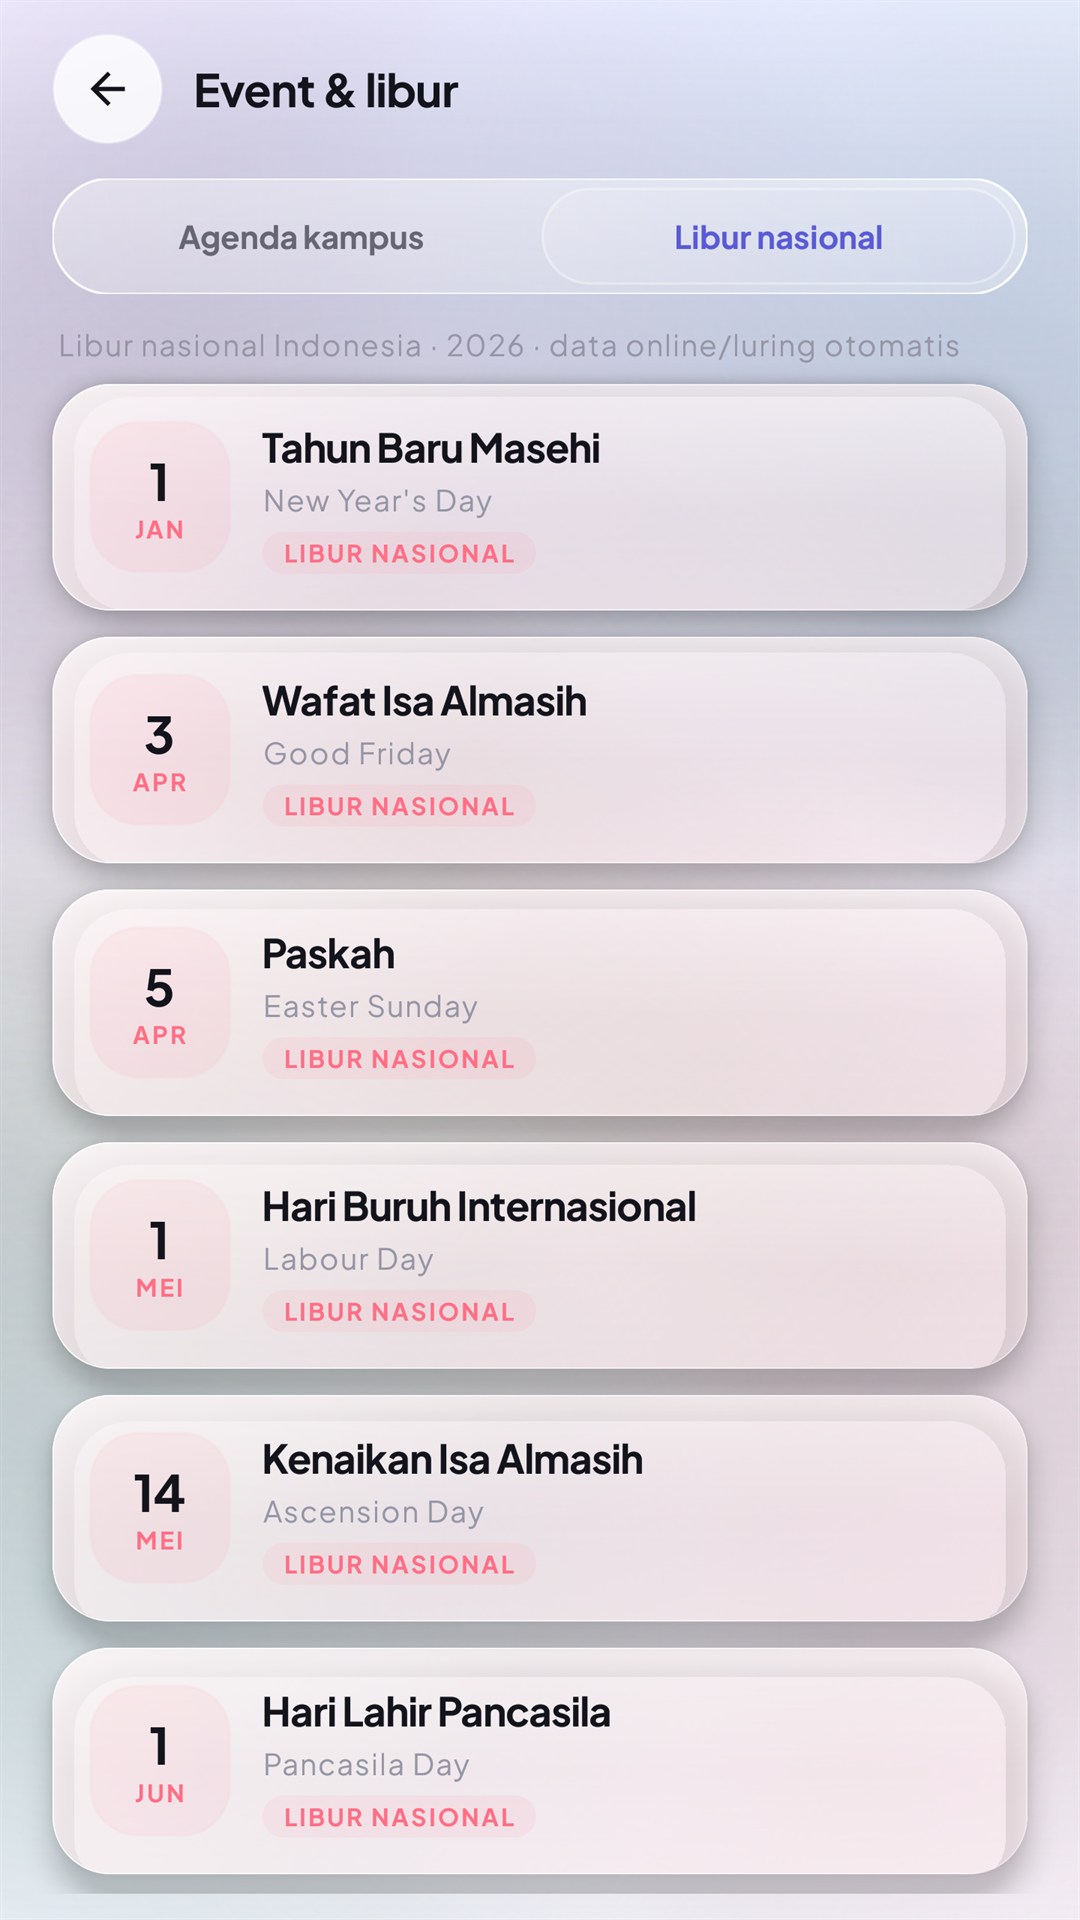 Event & libur
Agenda kampus
Libur nasional
Libur nasional Indonesia · 2026 · data online/luring otomatis
1
JAN
Tahun Baru Masehi
New Year's Day
LIBUR NASIONAL
3
APR
Wafat Isa Almasih
Good Friday
LIBUR NASIONAL
5
APR
Paskah
Easter Sunday
LIBUR NASIONAL
1
MEI
Hari Buruh Internasional
Labour Day
LIBUR NASIONAL
14
MEI
Kenaikan Isa Almasih
Ascension Day
LIBUR NASIONAL
1
JUN
Hari Lahir Pancasila
Pancasila Day
LIBUR NASIONAL